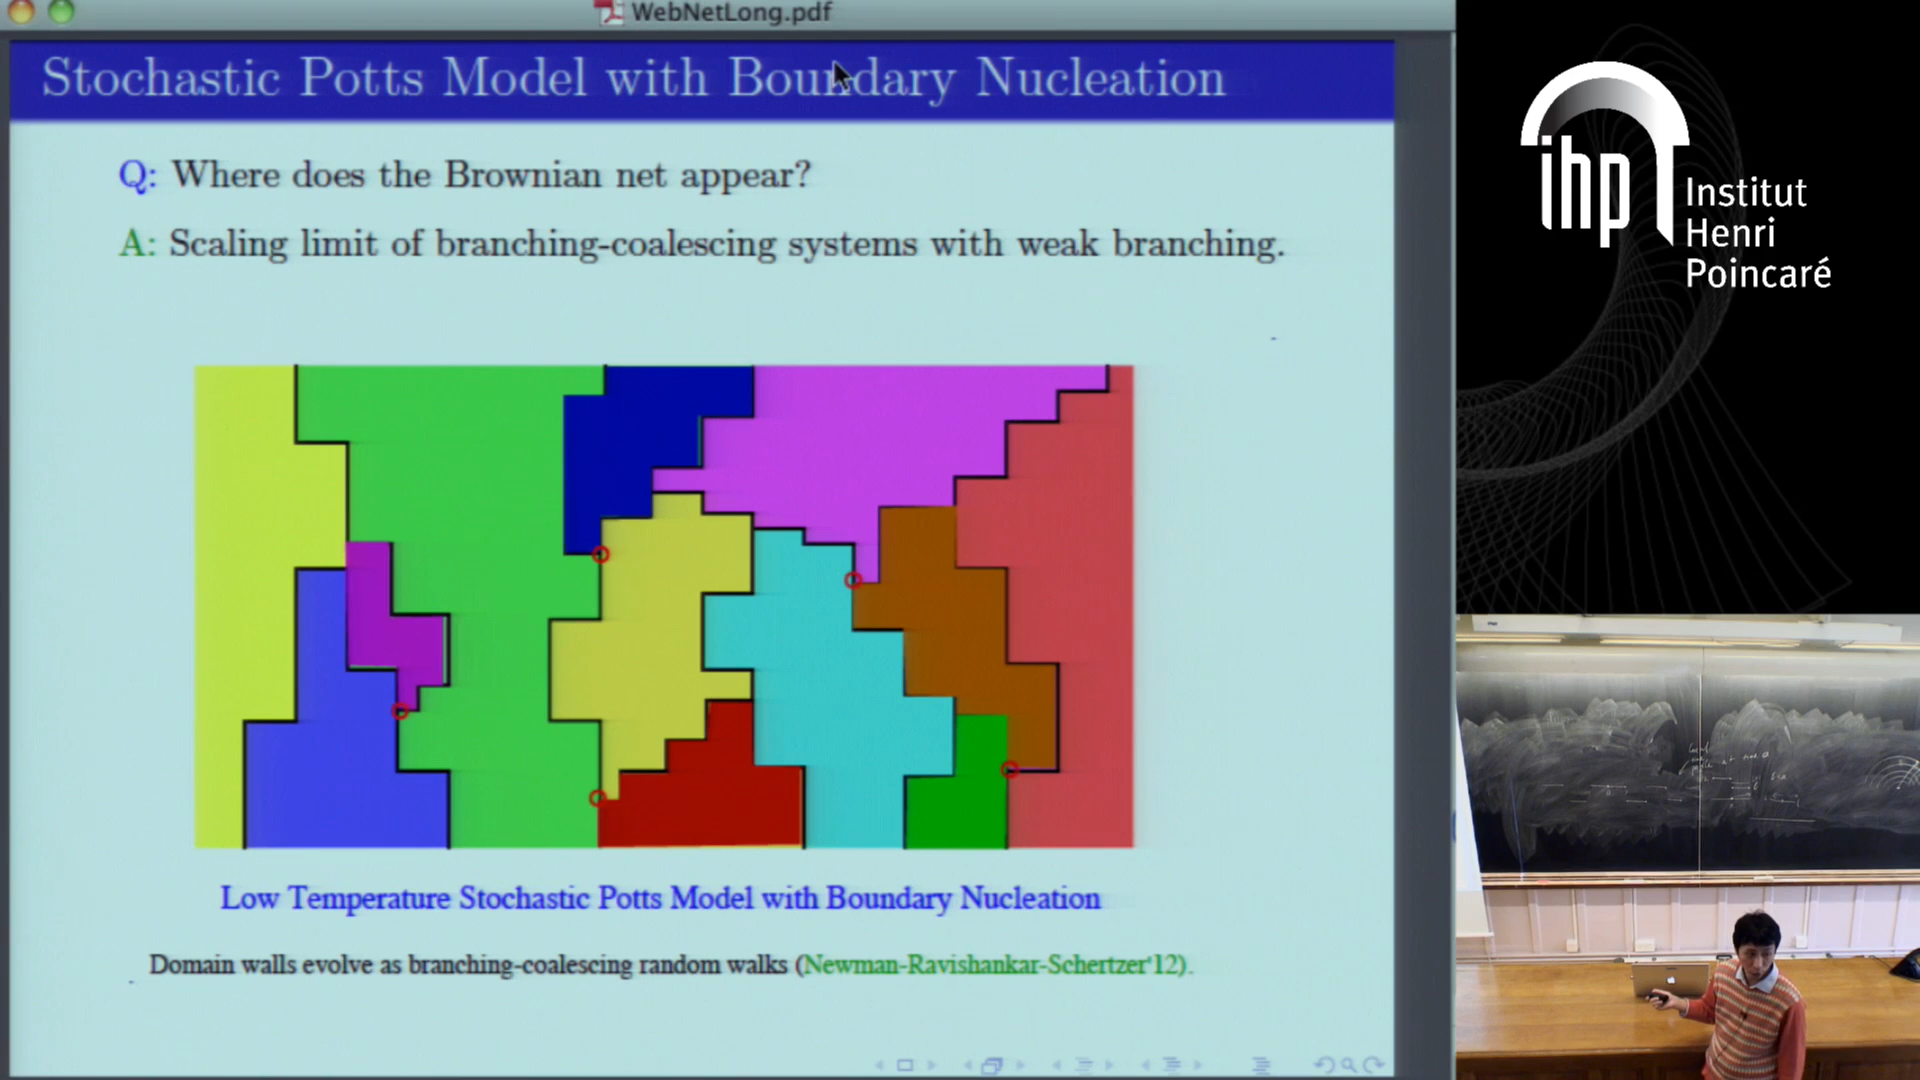 WebNetLong.pdf
Stochastic Potts Model with Boundary Nucleation
Q: Where does the Brownian net appear?
A: Scaling limit of branching-coalescing systems with weak branching.
Low Temperature Stochastic Potts Model with Boundary Nucleation
Domain walls evolve as branching-coalescing random walks (Newman-Ravishankar-Schertzer'12).
ihp
Institut
Henri
Poincaré